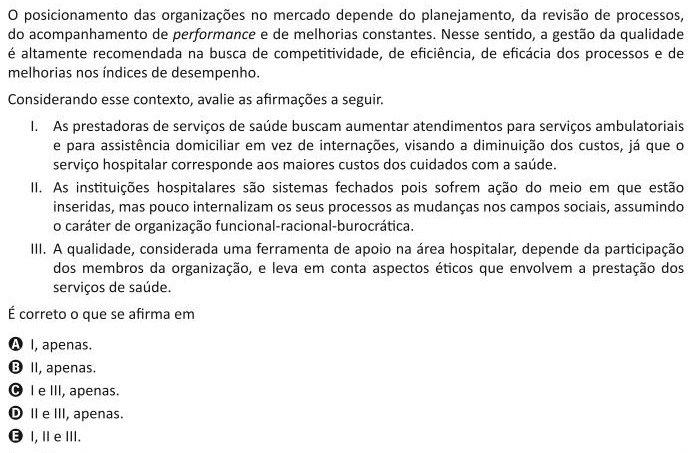 O posicionamento das organizações no mercado depende do planejamento, da revisão de processos,
do acompanhamento de performance e de melhorias constantes. Nesse sentido, a gestão da qualidade
é altamente recomendada na busca de competitividade, de eficiência, de eficácia dos processos e de
melhorias nos índices de desempenho.
Considerando esse contexto, avalie as afirmações a seguir.
I. As prestadoras de serviços de saúde buscam aumentar atendimentos para serviços ambulatoriais
e para assistência domiciliar em vez de internações, visando a diminuição dos custos, já que o
serviço hospitalar corresponde aos maiores custos dos cuidados com a saúde.
II. As instituições hospitalares são sistemas fechados pois sofrem ação do meio em que estão
inseridas, mas pouco internalizam os seus processos as mudanças nos campos sociais, assumindo
o caráter de organização funcional-racional-burocrática.
III. A qualidade, considerada uma ferramenta de apoio na área hospitalar, depende da participação
dos membros da organização, e leva em conta aspectos éticos que envolvem a prestação dos
serviços de saúde.
É correto o que se afirma em
A I, apenas.
B II, apenas.
C I e III, apenas.
D II e III, apenas.
E I, II e III.